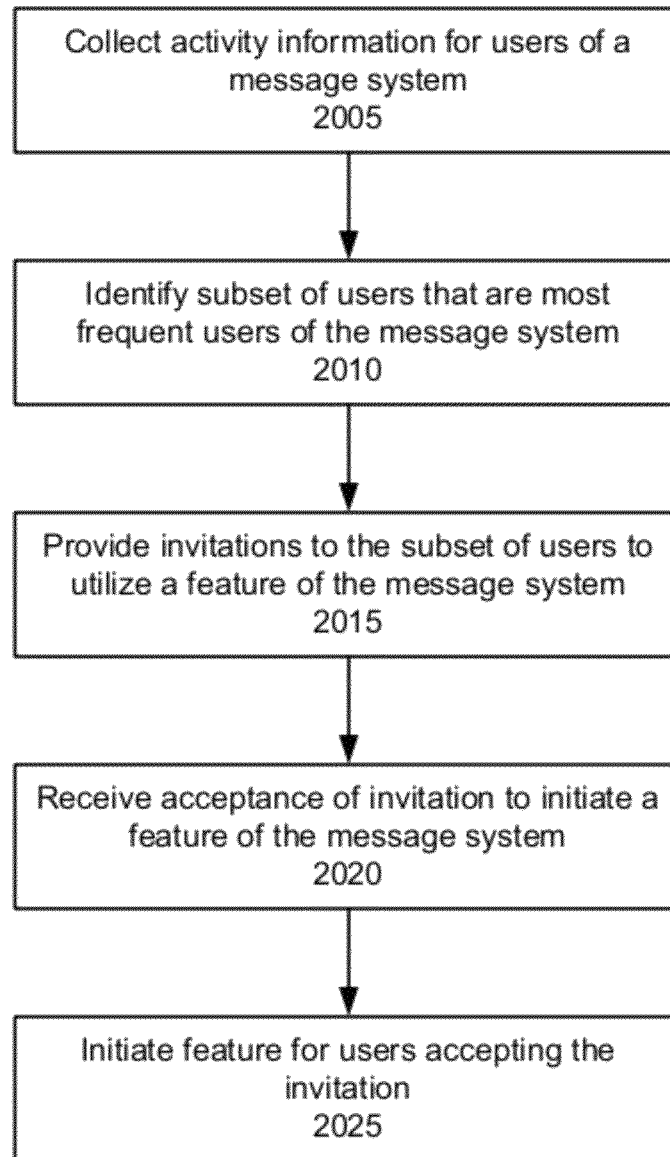 Collect activity information for users of a
message system
2005
Identify subset of users that are most
frequent users of the message system
2010
Provide invitations to the subset of users to
utilize a feature of the message system
2015
Receive acceptance of invitation to initiate a
feature of the message system
2020
Initiate feature for users accepting the
invitation
2025